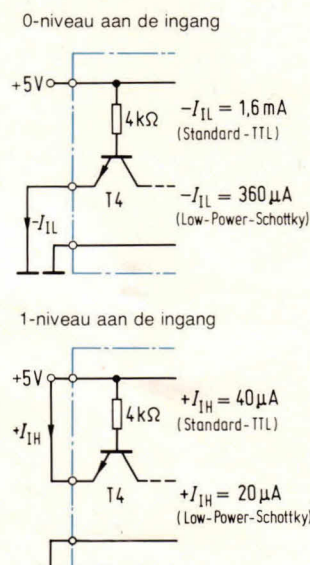 0-niveau aan de ingang
+5V
4kΩ
−I_IL = 1,6 mA
(Standard-TTL)
T4
−I_IL = 360 µA
(Low-Power-Schottky)
−I_IL
1-niveau aan de ingang
+5V
+I_IH = 40 µA
4kΩ
(Standard-TTL)
+I_IH
T4
+I_IH = 20 µA
(Low-Power-Schottky)